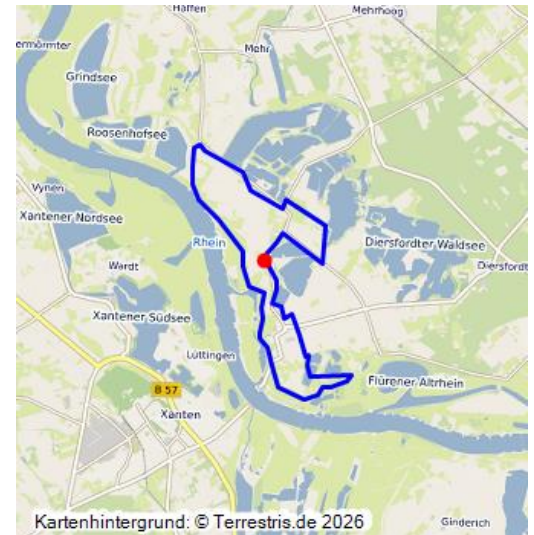 Haffen
Mehrhoog
Mehr
ermörmter
Grindsee
Roosenhofsee
Vynen
Xantener Nordsee
Rhein
Diersfordter Waldsee
Wardt
Diersfordt
Xantener Südsee
Lüttingen
B 57
Flürener Altrhein
Xanten
Ginderich
Kartenhintergrund: © Terrestris.de 2026